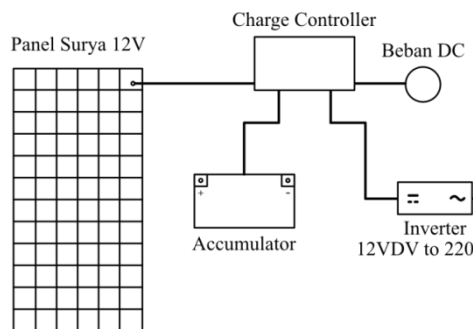 Charge Controller
Panel Surya 12V
Beban DC
+
-
Accumulator
Inverter
12VDV to 220